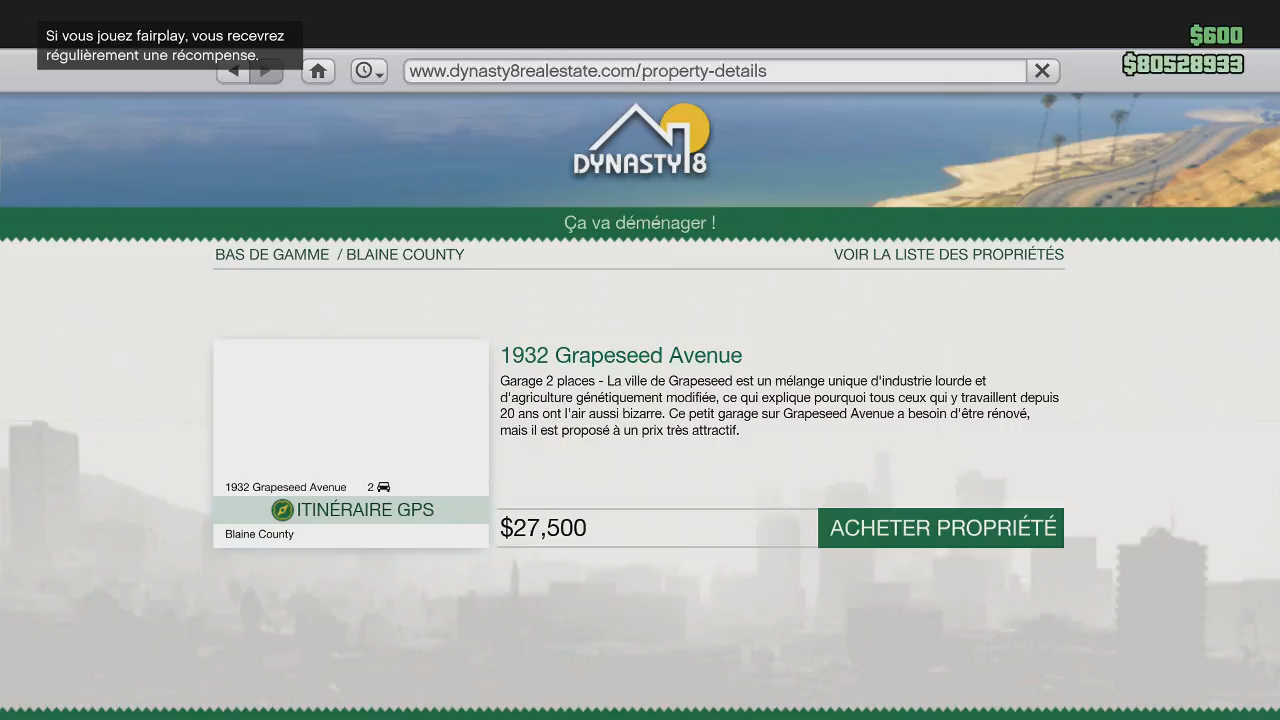 Si vous jouez fairplay, vous recevrez
régulièrement une récompense.
$600
$80528933
www.dynasty8realestate.com/property-details
DYNASTY 8
Ça va déménager !
BAS DE GAMME / BLAINE COUNTY
VOIR LA LISTE DES PROPRIÉTÉS
1932 Grapeseed Avenue
Garage 2 places - La ville de Grapeseed est un mélange unique d'industrie lourde et
d'agriculture génétiquement modifiée, ce qui explique pourquoi tous ceux qui y travaillent depuis
20 ans ont l'air aussi bizarre. Ce petit garage sur Grapeseed Avenue a besoin d'être rénové,
mais il est proposé à un prix très attractif.
1932 Grapeseed Avenue 2
ITINÉRAIRE GPS
Blaine County
$27,500
ACHETER PROPRIÉTÉ